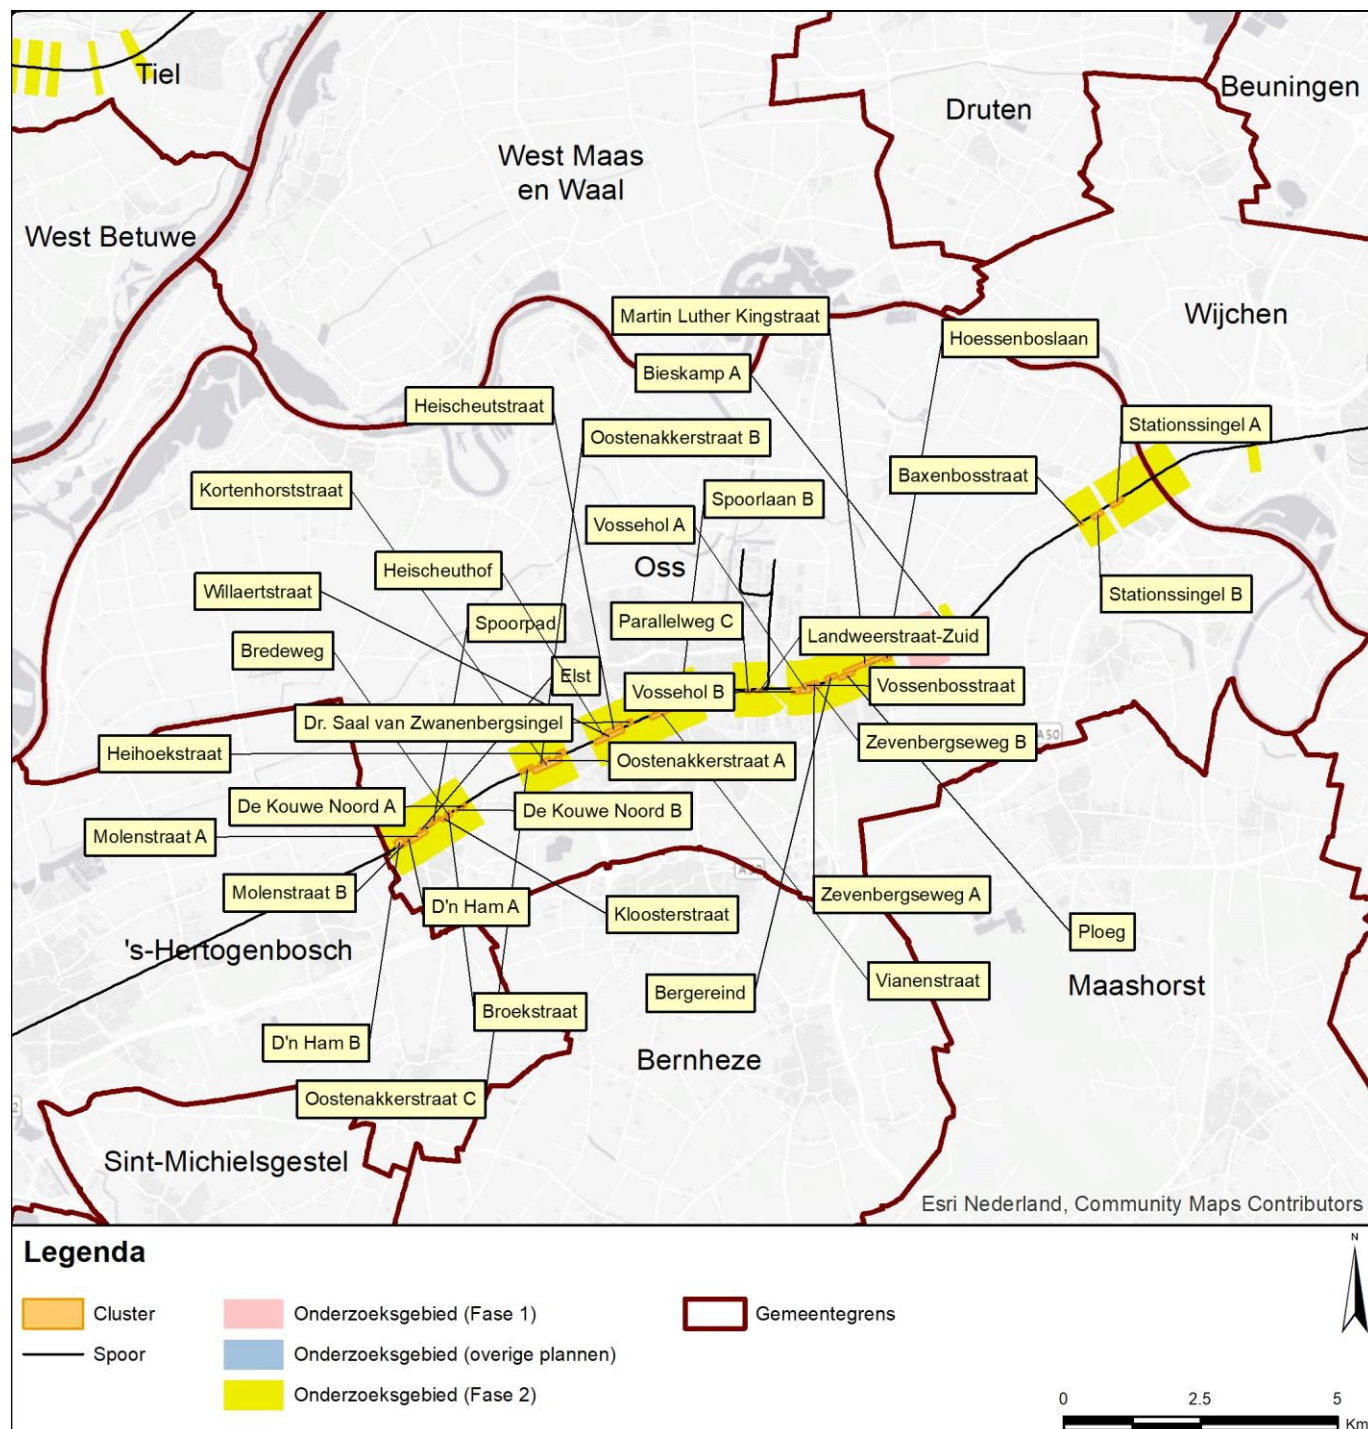 Tiel
Beuningen
Druten
West Maas
en Waal
West Betuwe
Martin Luther Kingstraat
Wijchen
Hoessenboslaan
Bieskamp A
Heischeutstraat
Stationssingel A
Oostenakkerstraat B
Baxenbosstraat
Kortenhorststraat
Spoorlaan B
Vossehol A
Oss
Heischeuthof
Willaertstraat
Stationssingel B
Spoorpad
Parallelweg C
Landweerstraat-Zuid
Bredeweg
Elst
Vossehol B
Vossenbosstraat
Dr. Saal van Zwanenbergsingel
A50
Zevenbergseweg B
Heihoekstraat
Oostenakkerstraat A
De Kouwe Noord A
De Kouwe Noord B
Molenstraat A
Molenstraat B
Zevenbergseweg A
D'n Ham A
Kloosterstraat
Ploeg
's-Hertogenbosch
Vianenstraat
Maashorst
Bergereind
Broekstraat
D'n Ham B
Bernheze
Oostenakkerstraat C
2
Sint-Michielsgestel
Esri Nederland, Community Maps Contributors
Legenda
N
Cluster
Onderzoeksgebied (Fase 1)
Gemeentegrens
Spoor
Onderzoeksgebied (overige plannen)
Onderzoeksgebied (Fase 2)
0 2.5 5
Km